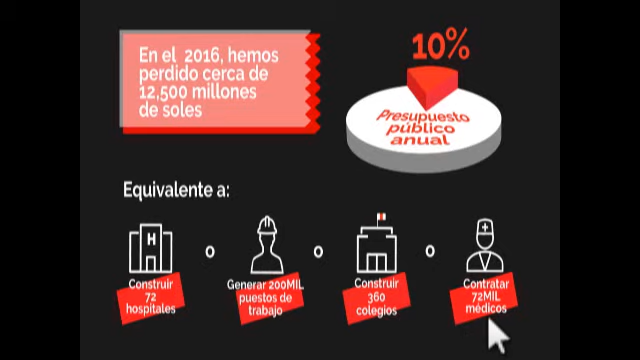 En el 2016, hemos
perdido cerca de
12,500 millones
de soles
10%
Presupuesto
público
anual
Equivalente a:
H
o
o
o
Construir
72
hospitales
Generar 200MIL
puestos de
trabajo
Construir
360
colegios
Contratar
72MIL
médicos